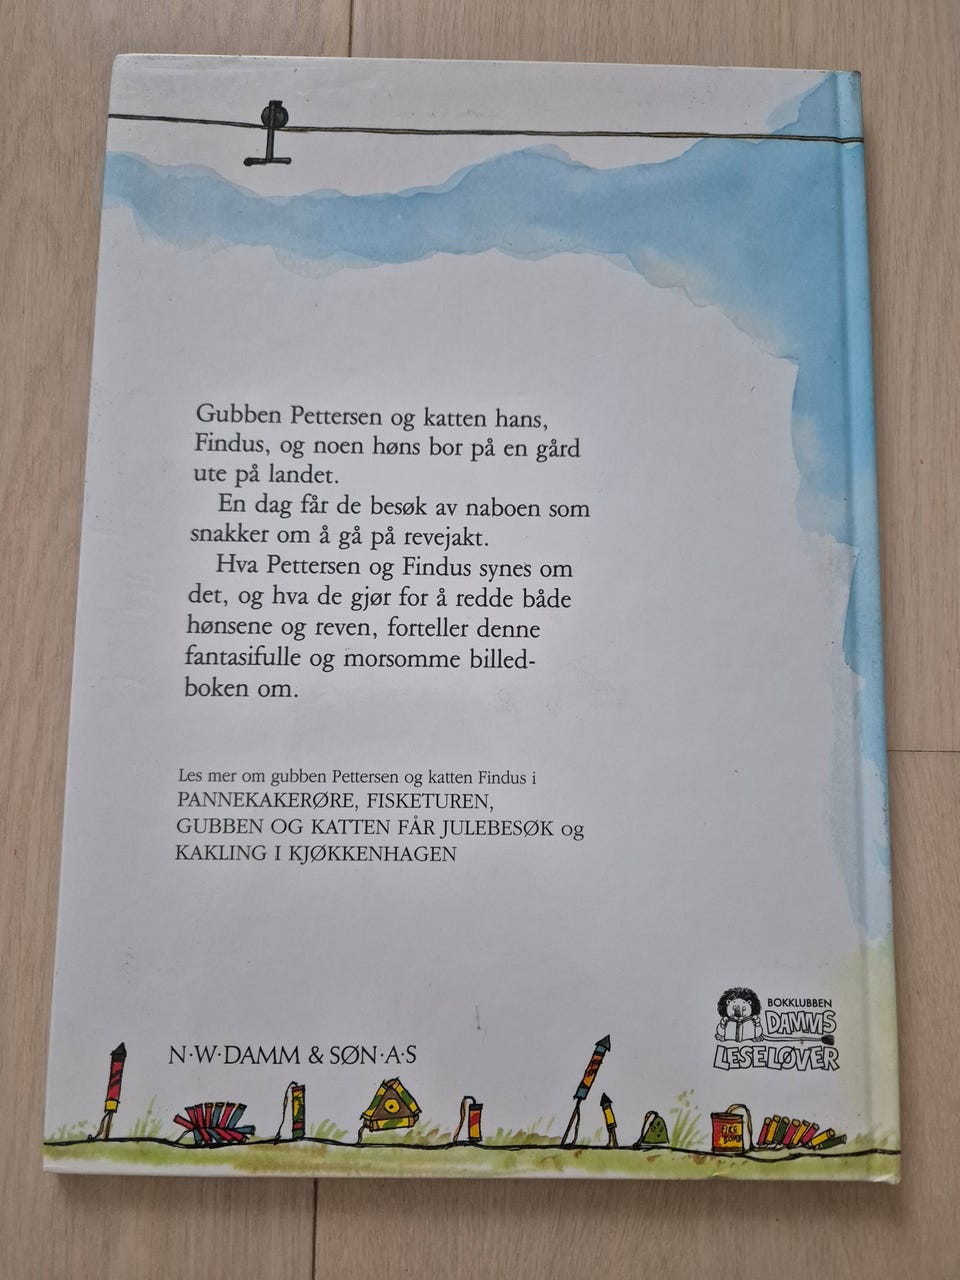 Gubben Pettersen og katten hans,
Findus, og noen høns bor på en gård
ute på landet.
En dag får de besøk av naboen som
snakker om å gå på revejakt.
Hva Pettersen og Findus synes om
det, og hva de gjør for å redde både
hønsene og reven, forteller denne
fantasifulle og morsomme billed-
boken om.
Les mer om gubben Pettersen og katten Findus i
PANNEKAKERØRE, FISKETUREN,
GUBBEN OG KATTEN FÅR JULEBESØK og
KAKLING I KJØKKENHAGEN
BOKKLUBBEN
DAMMS
LESELØVER
N·W·DAMM & SØN·A·S
FIRE
BOMB